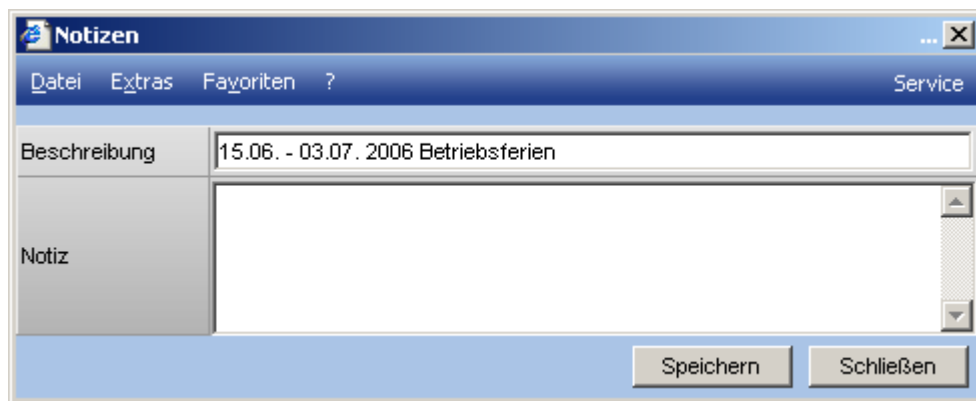 Notizen ...
Datei Extras Favoriten ? Service
Beschreibung 15.06. - 03.07. 2006 Betriebsferien
Notiz
Speichern Schließen